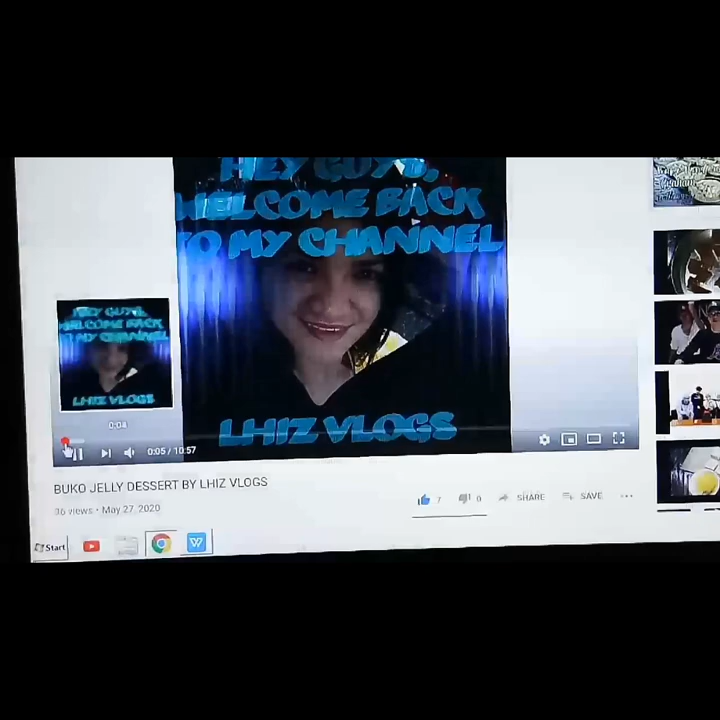 HEY GUYS,
WELCOME BACK
TO MY CHANNEL
LHIZ VLOGS
HEY GUYS,
WELCOME BACK
TO MY CHANNEL
LHIZ VLOGS
0:04
0:05 / 10:57
BUKO JELLY DESSERT BY LHIZ VLOGS
36 views • May 27, 2020
7 0 SHARE SAVE
Start
W